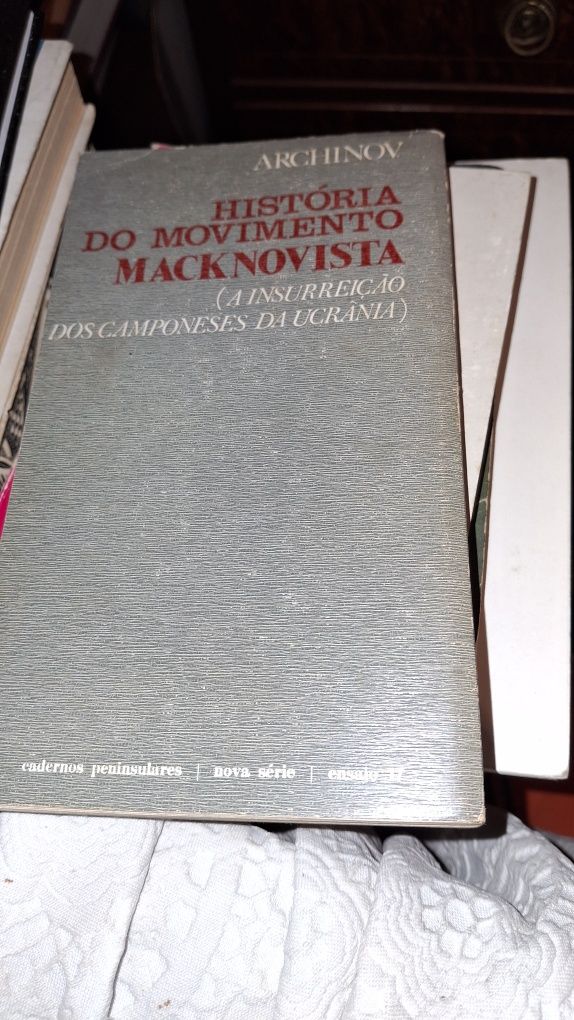 ARCHINOV
HISTÓRIA
DO MOVIMENTO
MACKNOVISTA
(A INSURREIÇÃO
DOS CAMPONESES DA UCRÂNIA)
cadernos peninsulares | nova série | ensaio